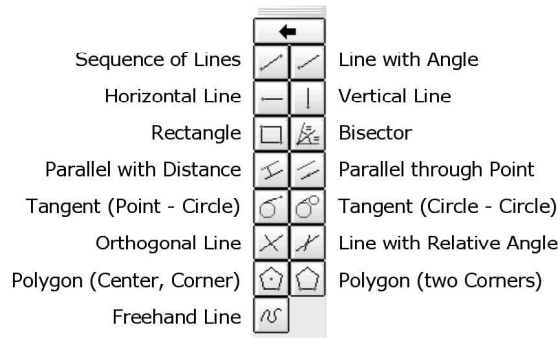 Sequence of Lines Line with Angle
Horizontal Line Vertical Line
Rectangle Bisector
Parallel with Distance Parallel through Point
Tangent (Point - Circle) Tangent (Circle - Circle)
Orthogonal Line Line with Relative Angle
Polygon (Center, Corner) Polygon (two Corners)
Freehand Line